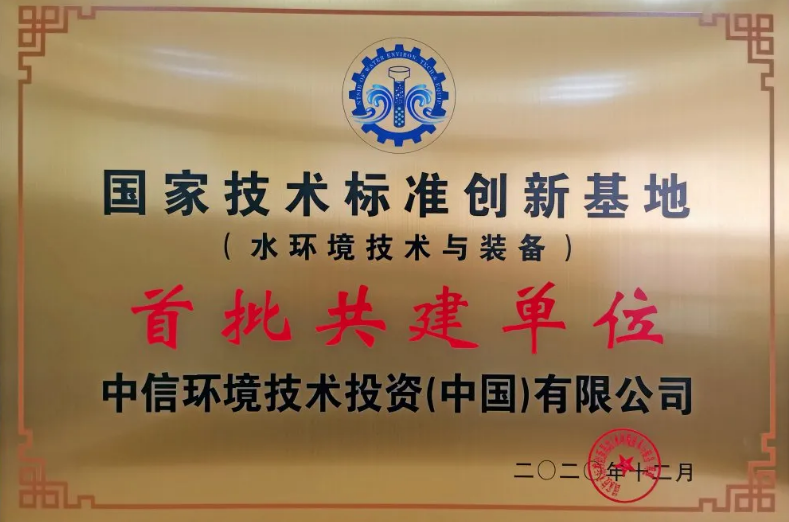 国家技术标准创新基地
（水环境技术与装备）
首批共建单位
中信环境技术投资(中国)有限公司
二〇二〇年十二月